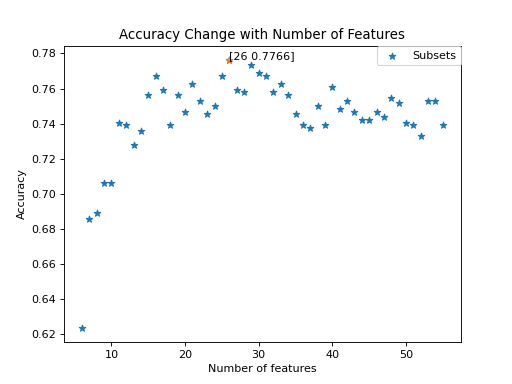 Accuracy Change with Number of Features
[26 0.7766]
Subsets
0.78
0.76
0.74
0.72
0.70
0.68
0.66
0.64
0.62
Accuracy
10 20 30 40 50
Number of features